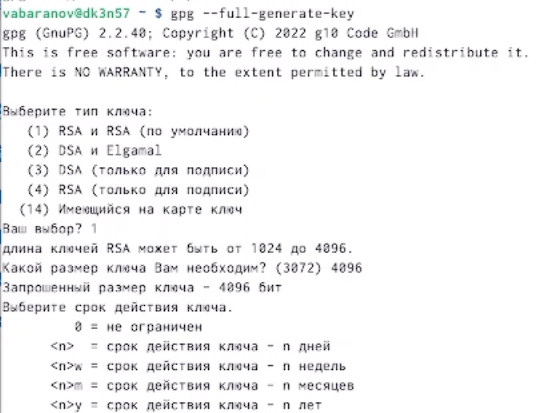 vabaranov@dk3n57 ~ $ gpg --full-generate-key
gpg (GnuPG) 2.2.40; Copyright (C) 2022 g10 Code GmbH
This is free software: you are free to change and redistribute it.
There is NO WARRANTY, to the extent permitted by law.
Выберите тип ключа:
(1) RSA и RSA (по умолчанию)
(2) DSA и Elgamal
(3) DSA (только для подписи)
(4) RSA (только для подписи)
(14) Имеющийся на карте ключ
Ваш выбор? 1
длина ключей RSA может быть от 1024 до 4096.
Какой размер ключа Вам необходим? (3072) 4096
Запрошенный размер ключа - 4096 бит
Выберите срок действия ключа.
0 = не ограничен
<n> = срок действия ключа - n дней
<n>w = срок действия ключа - n недель
<n>m = срок действия ключа - n месяцев
<n>y = срок действия ключа - n лет